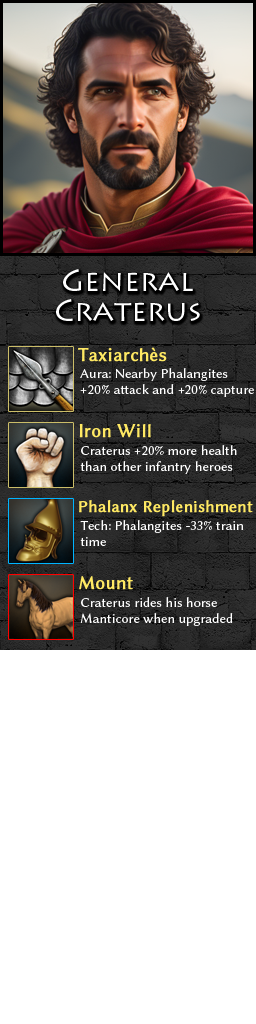 General
Craterus
Taxiarchès
Aura: Nearby Phalangites
+20% attack and +20% capture
Iron Will
Craterus +20% more health
than other infantry heroes
Phalanx Replenishment
Tech: Phalangites -33% train
time
Mount
Craterus rides his horse
Manticore when upgraded